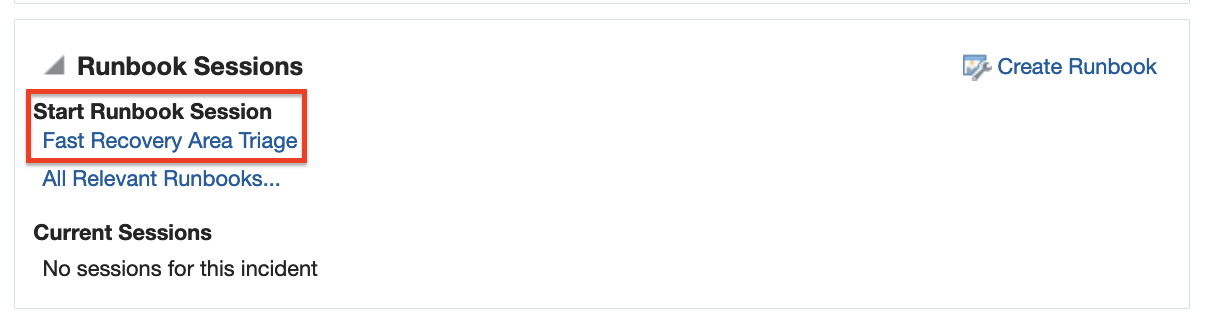 Runbook Sessions
Create Runbook
Start Runbook Session
Fast Recovery Area Triage
All Relevant Runbooks...
Current Sessions
No sessions for this incident